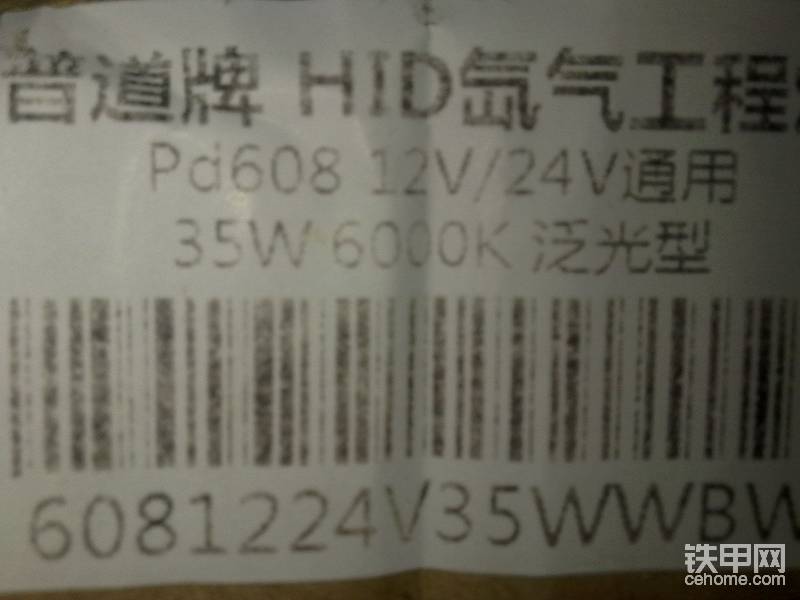 普道牌 HID氙气工程
Pd608 12V/24V通用
35W 6000K 泛光型
6081224V35WWBW
铁甲网
cehome.com